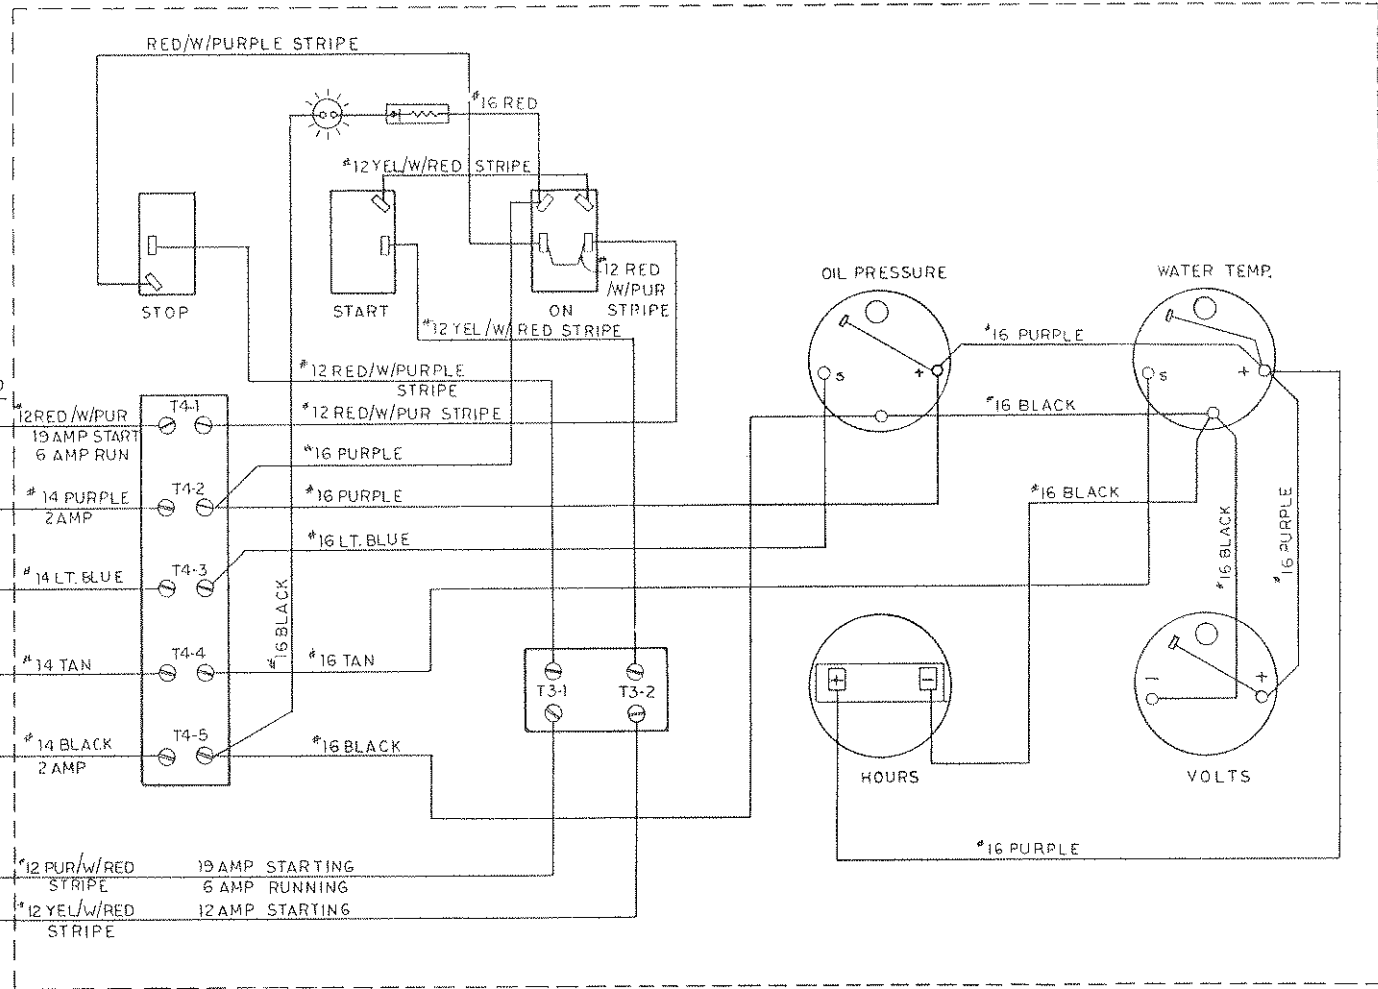 RED/W/PURPLE STRIPE
#16 RED
#12 YEL/W/RED STRIPE
STOP
START
ON
#12 RED
/W/PUR
STRIPE
#12 YEL/W/RED STRIPE
OIL PRESSURE
WATER TEMP.
S
+
S
+
#16 PURPLE
#16 BLACK
#12 RED/W/PURPLE
STRIPE
#12 RED/W/PUR STRIPE
#12 RED/W/PUR
19 AMP START
6 AMP RUN
T4-1
#16 PURPLE
#14 PURPLE
2 AMP
T4-2
#16 PURPLE
#16 BLACK
#16 BLACK
#16 PURPLE
#16 LT. BLUE
#14 LT. BLUE
T4-3
#16 BLACK
#14 TAN
T4-4
#16 TAN
T3-1
T3-2
+
-
HOURS
-
+
VOLTS
#14 BLACK
2 AMP
T4-5
#16 BLACK
#16 PURPLE
#12 PUR/W/RED
STRIPE
19 AMP STARTING
6 AMP RUNNING
#12 YEL/W/RED
STRIPE
12 AMP STARTING